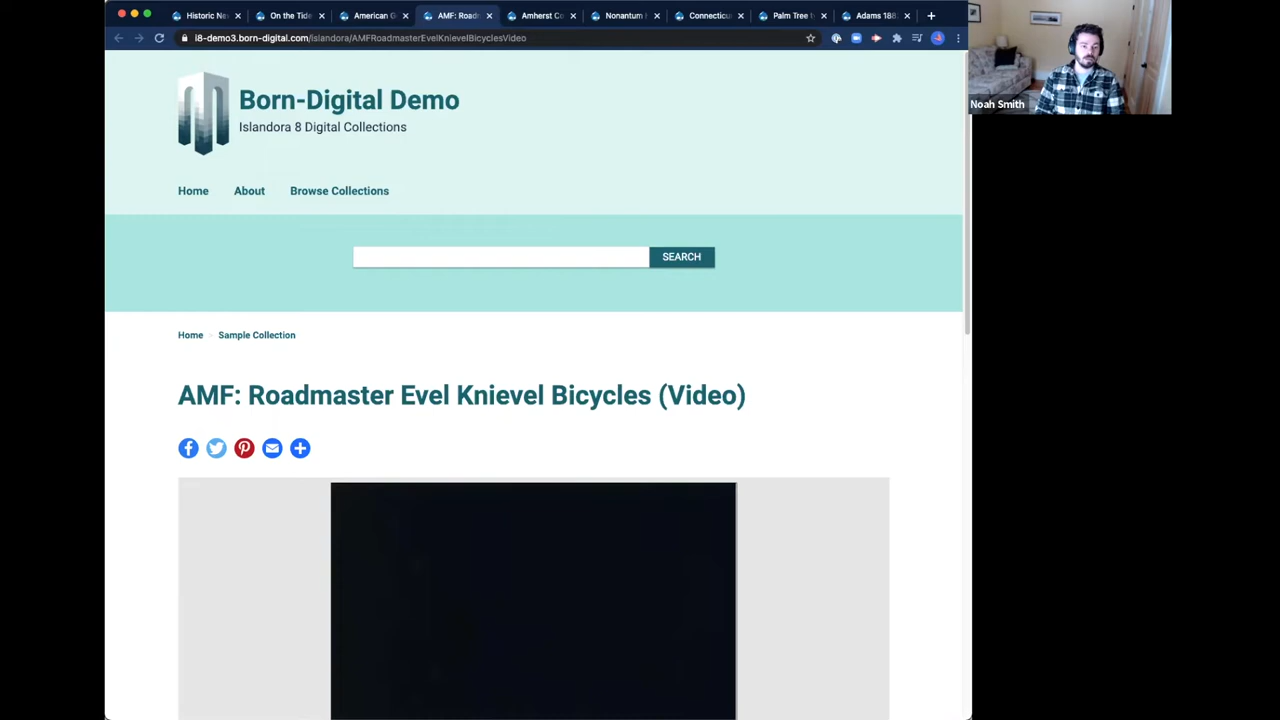 Historic Ne
On the Tide
American G
AMF: Road
Amherst Co
Nonantum
Connecticu
Palm Tree
Adams 188
i8-demo3.born-digital.com/islandora/AMFRoadmasterEvelKnievelBicyclesVideo
Noah Smith
Born-Digital Demo
Islandora 8 Digital Collections
Home About Browse Collections
SEARCH
Home Sample Collection
AMF: Roadmaster Evel Knievel Bicycles (Video)